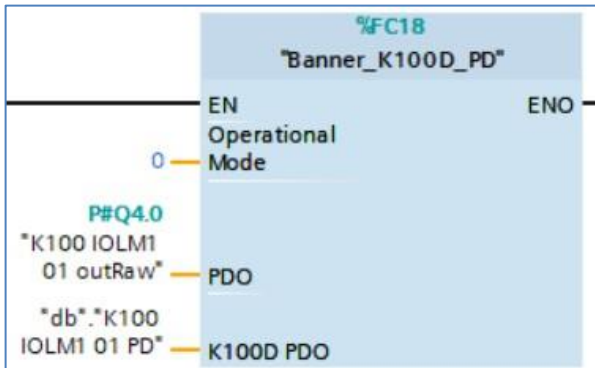 %FC18
"Banner_K100D_PD"
EN
ENO
Operational
0
Mode
P#Q4.0
"K100 IOLM1
01 outRaw"
PDO
"db"."K100
IOLM1 01 PD"
K100D PDO